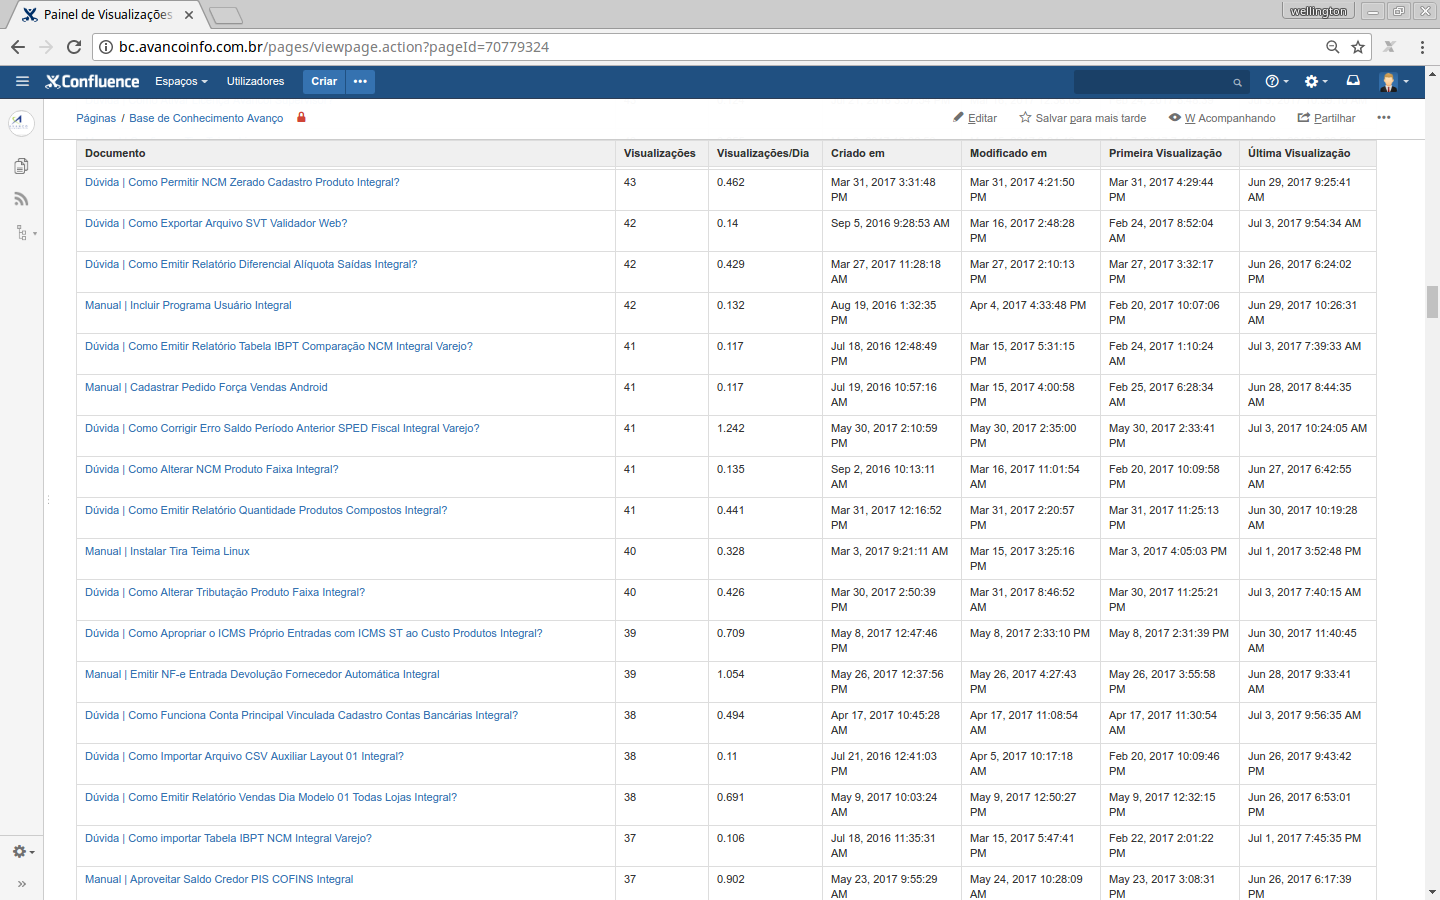 Painel de Visualizações
wellington
bc.avancoinfo.com.br/pages/viewpage.action?pageId=70779324
Confluence Espaços Utilizadores Criar •••
Páginas / Base de Conhecimento Avanço Editar Salvar para mais tarde W Acompanhando Partilhar •••
Documento Visualizações Visualizações/Dia Criado em Modificado em Primeira Visualização Última Visualização
Dúvida | Como Permitir NCM Zerado Cadastro Produto Integral? 43 0.462 Mar 31, 2017 3:31:48 PM Mar 31, 2017 4:21:50 PM Mar 31, 2017 4:29:44 PM Jun 29, 2017 9:25:41 AM
Dúvida | Como Exportar Arquivo SVT Validador Web? 42 0.14 Sep 5, 2016 9:28:53 AM Mar 16, 2017 2:48:28 PM Feb 24, 2017 8:52:04 AM Jul 3, 2017 9:54:34 AM
Dúvida | Como Emitir Relatório Diferencial Alíquota Saídas Integral? 42 0.429 Mar 27, 2017 11:28:18 AM Mar 27, 2017 2:10:13 PM Mar 27, 2017 3:32:17 PM Jun 26, 2017 6:24:02 PM
Manual | Incluir Programa Usuário Integral 42 0.132 Aug 19, 2016 1:32:35 PM Apr 4, 2017 4:33:48 PM Feb 20, 2017 10:07:06 PM Jun 29, 2017 10:26:31 AM
Dúvida | Como Emitir Relatório Tabela IBPT Comparação NCM Integral Varejo? 41 0.117 Jul 18, 2016 12:48:49 PM Mar 15, 2017 5:31:15 PM Feb 24, 2017 1:10:24 AM Jul 3, 2017 7:39:33 AM
Manual | Cadastrar Pedido Força Vendas Android 41 0.117 Jul 19, 2016 10:57:16 AM Mar 15, 2017 4:00:58 PM Feb 25, 2017 6:28:34 AM Jun 28, 2017 8:44:35 AM
Dúvida | Como Corrigir Erro Saldo Período Anterior SPED Fiscal Integral Varejo? 41 1.242 May 30, 2017 2:10:59 PM May 30, 2017 2:35:00 PM May 30, 2017 2:33:41 PM Jul 3, 2017 10:24:05 AM
Dúvida | Como Alterar NCM Produto Faixa Integral? 41 0.135 Sep 2, 2016 10:13:11 AM Mar 16, 2017 11:01:54 AM Feb 20, 2017 10:09:58 PM Jun 27, 2017 6:42:55 AM
Dúvida | Como Emitir Relatório Quantidade Produtos Compostos Integral? 41 0.441 Mar 31, 2017 12:16:52 PM Mar 31, 2017 2:20:57 PM Mar 31, 2017 11:25:13 PM Jun 30, 2017 10:19:28 AM
Manual | Instalar Tira Teima Linux 40 0.328 Mar 3, 2017 9:21:11 AM Mar 15, 2017 3:25:16 PM Mar 3, 2017 4:05:03 PM Jul 1, 2017 3:52:48 PM
Dúvida | Como Alterar Tributação Produto Faixa Integral? 40 0.426 Mar 30, 2017 2:50:39 PM Mar 31, 2017 8:46:52 AM Mar 30, 2017 11:25:21 PM Jul 3, 2017 7:40:15 AM
Dúvida | Como Apropriar o ICMS Próprio Entradas com ICMS ST ao Custo Produtos Integral? 39 0.709 May 8, 2017 12:47:46 PM May 8, 2017 2:33:10 PM May 8, 2017 2:31:39 PM Jun 30, 2017 11:40:45 AM
Manual | Emitir NF-e Entrada Devolução Fornecedor Automática Integral 39 1.054 May 26, 2017 12:37:56 PM May 26, 2017 4:27:43 PM May 26, 2017 3:55:58 PM Jun 28, 2017 9:33:41 AM
Dúvida | Como Funciona Conta Principal Vinculada Cadastro Contas Bancárias Integral? 38 0.494 Apr 17, 2017 10:45:28 AM Apr 17, 2017 11:08:54 AM Apr 17, 2017 11:30:54 AM Jul 3, 2017 9:56:35 AM
Dúvida | Como Importar Arquivo CSV Auxiliar Layout 01 Integral? 38 0.11 Jul 21, 2016 12:41:03 PM Apr 5, 2017 10:17:18 AM Feb 20, 2017 10:09:46 PM Jun 26, 2017 9:43:42 PM
Dúvida | Como Emitir Relatório Vendas Dia Modelo 01 Todas Lojas Integral? 38 0.691 May 9, 2017 10:03:24 AM May 9, 2017 12:50:27 PM May 9, 2017 12:32:15 PM Jun 26, 2017 6:53:01 PM
Dúvida | Como importar Tabela IBPT NCM Integral Varejo? 37 0.106 Jul 18, 2016 11:35:31 AM Mar 15, 2017 5:47:41 PM Feb 22, 2017 2:01:22 PM Jul 1, 2017 7:45:35 PM
Manual | Aproveitar Saldo Credor PIS COFINS Integral 37 0.902 May 23, 2017 9:55:29 AM May 24, 2017 10:28:09 AM May 23, 2017 3:08:31 PM Jun 26, 2017 6:17:39 PM